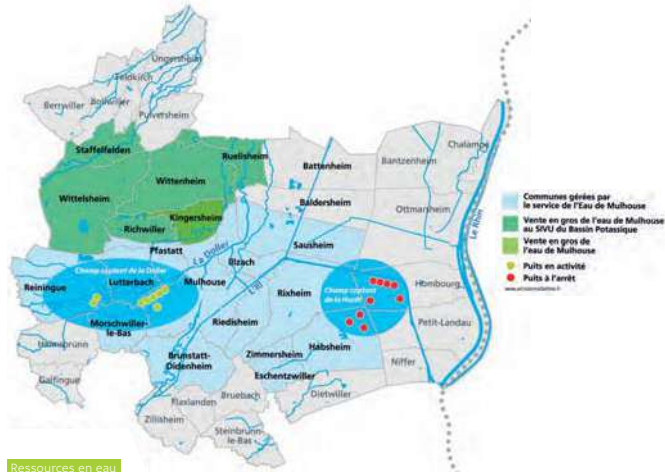 Ungersheim
Feldkirch
Berrwiller
Bollwiller
Pulversheim
Staffelfelden
Ruelisheim
Wittenheim
Wittelsheim
Battenheim
Bantzenheim
Chalampé
Kingersheim
Richwiller
Baldersheim
Ottmarsheim
Le Rhin
Pfastatt
La Doller
Sausheim
Illzach
Champ captant de la Doller
Reiningue
Lutterbach
Mulhouse
L'Ill
Rixheim
Champ captant
de la Hardt
Hombourg
Morschwiller-
le-Bas
Riedisheim
Petit-Landau
Heimsbrunn
Brunstatt-
Didenheim
Zimmersheim
Habsheim
Niffer
Galfingue
Eschentzwiller
Flaxlanden
Bruebach
Dietwiller
Zillisheim
Steinbrunn-
le-Bas
Communes gérées par
le service de l'Eau de Mulhouse
Vente en gros de l'eau de Mulhouse
au SIVU du Bassin Potassique
Vente en gros de
l'eau de Mulhouse
Puits en activité
Puits à l'arrêt
Ressources en eau